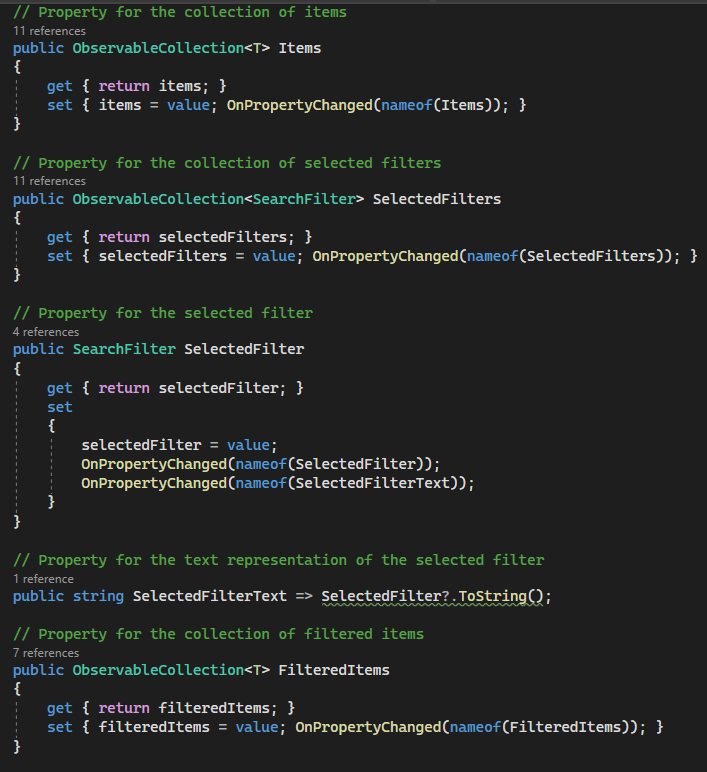 // Property for the collection of items
11 references
public ObservableCollection<T> Items
{
get { return items; }
set { items = value; OnPropertyChanged(nameof(Items)); }
}
// Property for the collection of selected filters
11 references
public ObservableCollection<SearchFilter> SelectedFilters
{
get { return selectedFilters; }
set { selectedFilters = value; OnPropertyChanged(nameof(SelectedFilters)); }
}
// Property for the selected filter
4 references
public SearchFilter SelectedFilter
{
get { return selectedFilter; }
set
{
selectedFilter = value;
OnPropertyChanged(nameof(SelectedFilter));
OnPropertyChanged(nameof(SelectedFilterText));
}
}
// Property for the text representation of the selected filter
1 reference
public string SelectedFilterText => SelectedFilter?.ToString();
// Property for the collection of filtered items
7 references
public ObservableCollection<T> FilteredItems
{
get { return filteredItems; }
set { filteredItems = value; OnPropertyChanged(nameof(FilteredItems)); }
}